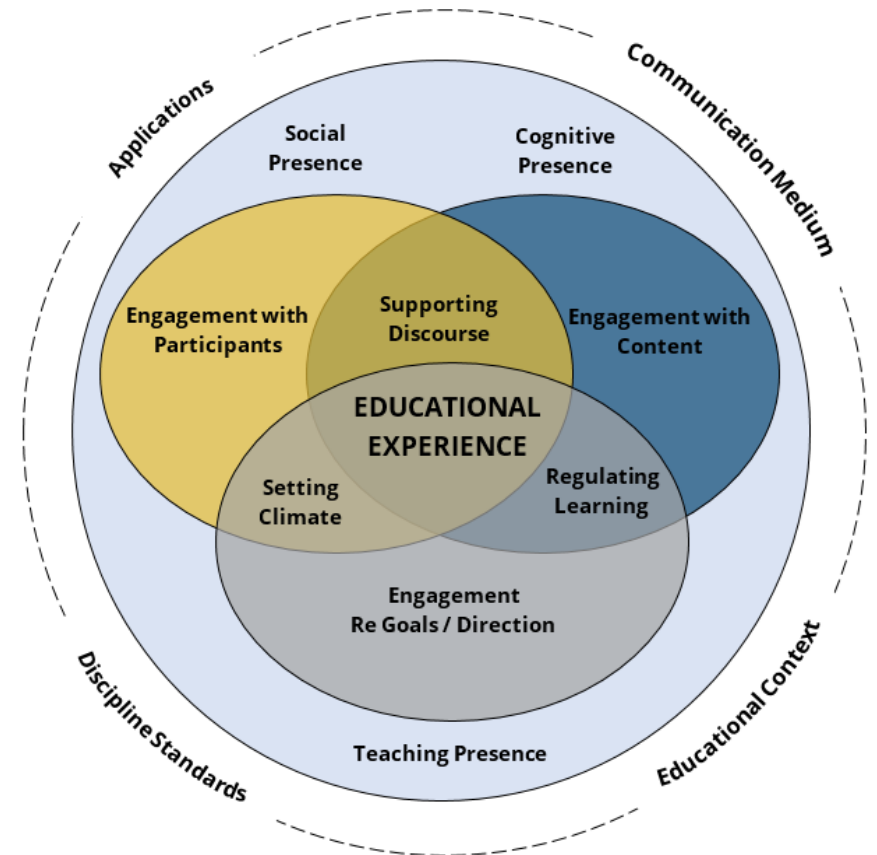 Applications
Communication Medium
Social
Presence
Cognitive
Presence
Engagement with
Participants
Supporting
Discourse
Engagement with
Content
EDUCATIONAL
EXPERIENCE
Setting
Climate
Regulating
Learning
Engagement
Re Goals / Direction
Teaching Presence
Discipline Standards
Educational Context